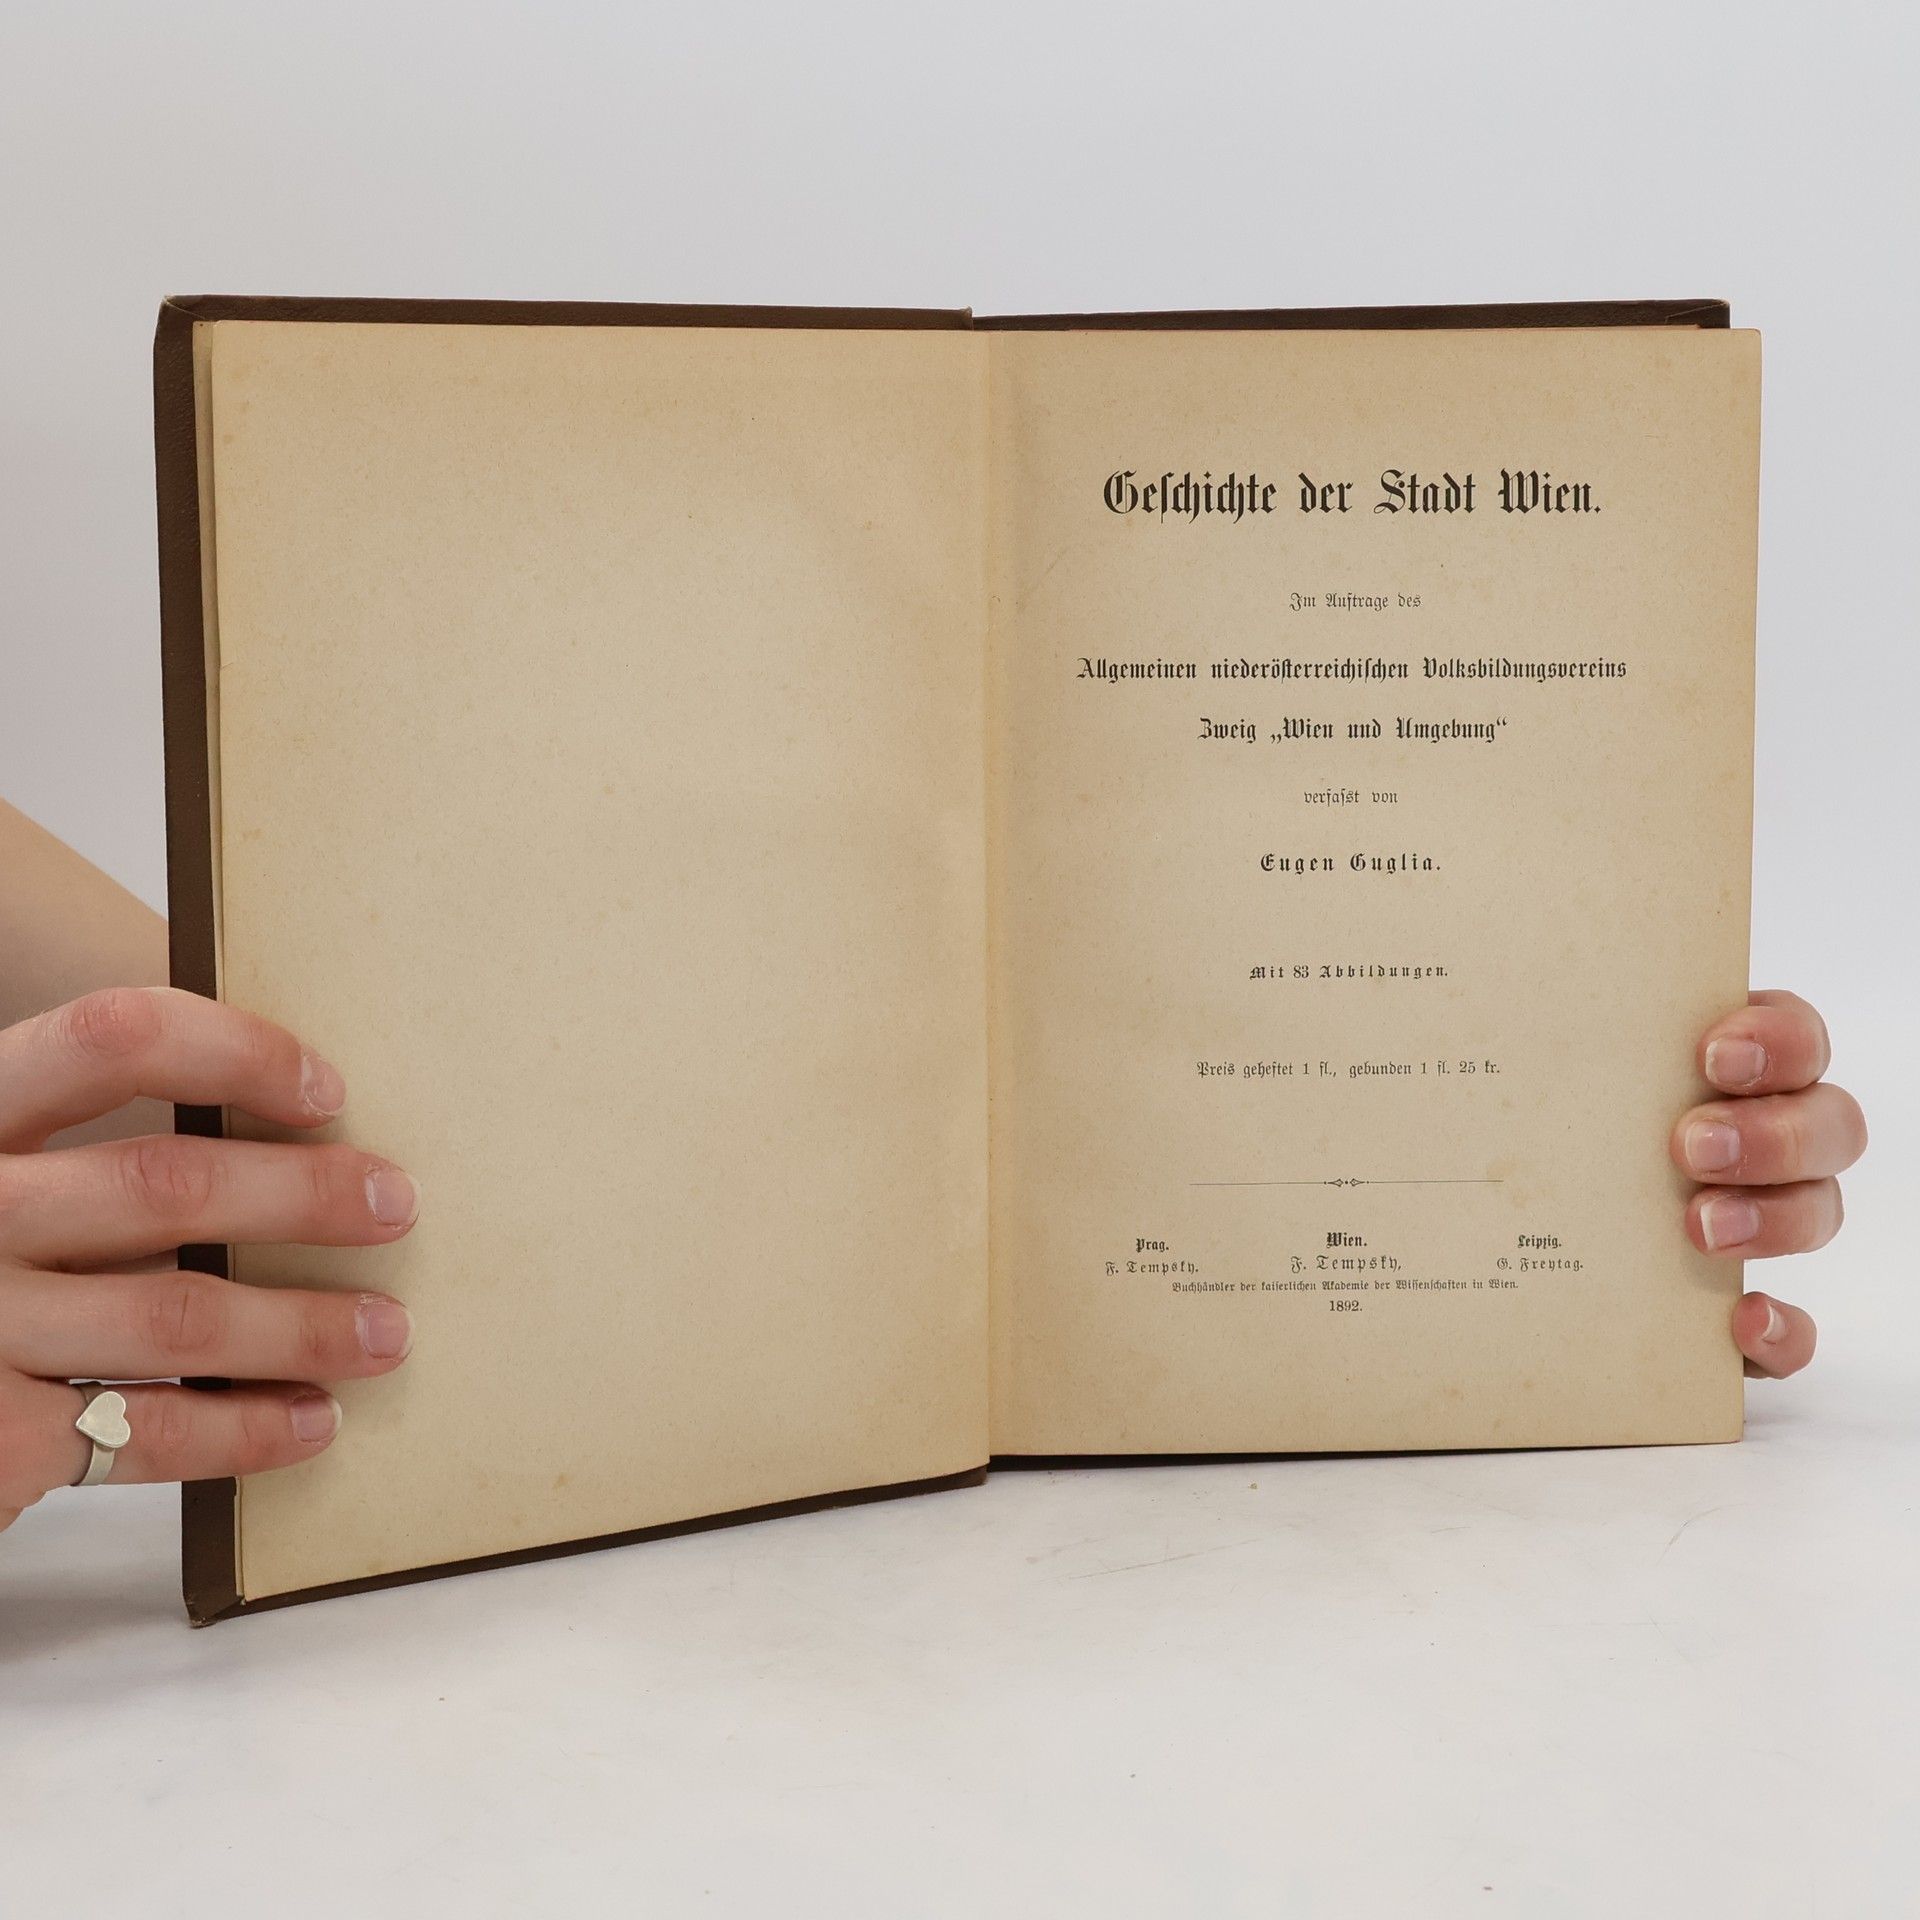 Geſchichte der Stadt Wien.
Im Auftrage des
Allgemeinen niederöſterreichiſchen Volksbildungsvereins
Zweig „Wien und Umgebung“
verfaſst von
Eugen Guglia.
Mit 83 Abbildungen.
Preis geheftet 1 fl., gebunden 1 fl. 25 kr.
Prag. Wien. Leipzig.
F. Tempsky. F. Tempsky, G. Freytag.
Buchhändler der kaiſerlichen Akademie der Wiſſenſchaften in Wien.
1892.